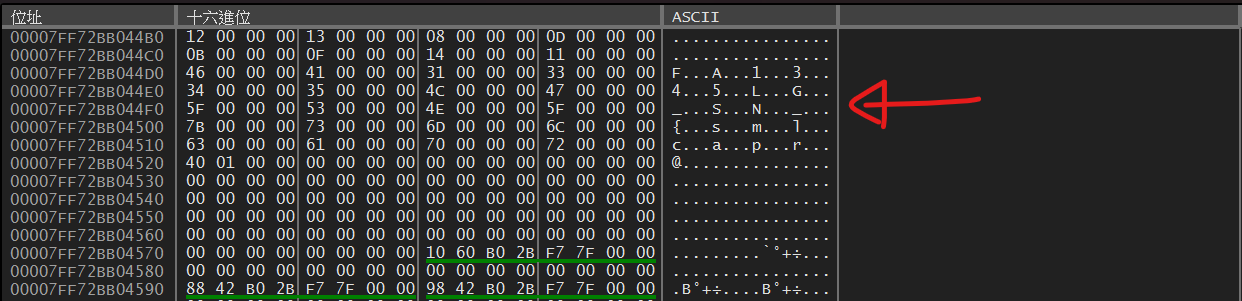 位址 十六進位 ASCII
00007FF72BB044B0 12 00 00 00 13 00 00 00 08 00 00 00 0D 00 00 00 ................
00007FF72BB044C0 0B 00 00 00 0F 00 00 00 14 00 00 00 11 00 00 00 ................
00007FF72BB044D0 46 00 00 00 41 00 00 00 31 00 00 00 33 00 00 00 F...A...1...3...
00007FF72BB044E0 34 00 00 00 35 00 00 00 4C 00 00 00 47 00 00 00 4...5...L...G...
00007FF72BB044F0 5F 00 00 00 53 00 00 00 4E 00 00 00 5F 00 00 00 _...S...N..._...
00007FF72BB04500 7B 00 00 00 73 00 00 00 6D 00 00 00 6C 00 00 00 {...s...m...l...
00007FF72BB04510 63 00 00 00 61 00 00 00 70 00 00 00 72 00 00 00 c...a...p...r...
00007FF72BB04520 40 01 00 00 00 00 00 00 00 00 00 00 00 00 00 00 @...............
00007FF72BB04530 00 00 00 00 00 00 00 00 00 00 00 00 00 00 00 00 ................
00007FF72BB04540 00 00 00 00 00 00 00 00 00 00 00 00 00 00 00 00 ................
00007FF72BB04550 00 00 00 00 00 00 00 00 00 00 00 00 00 00 00 00 ................
00007FF72BB04560 00 00 00 00 00 00 00 00 00 00 00 00 00 00 00 00 ................
00007FF72BB04570 00 00 00 00 00 00 00 00 10 60 B0 2B F7 7F 00 00 .........`°+÷...
00007FF72BB04580 00 00 00 00 00 00 00 00 00 00 00 00 00 00 00 00 ................
00007FF72BB04590 88 42 B0 2B F7 7F 00 00 98 42 B0 2B F7 7F 00 00 .B°+÷....B°+÷...